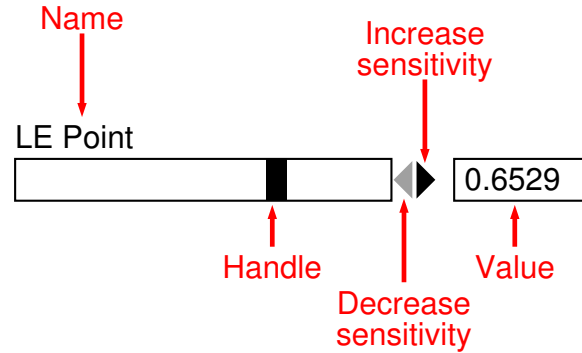 Name
Increase
sensitivity
LE Point
0.6529
Handle
Value
Decrease
sensitivity